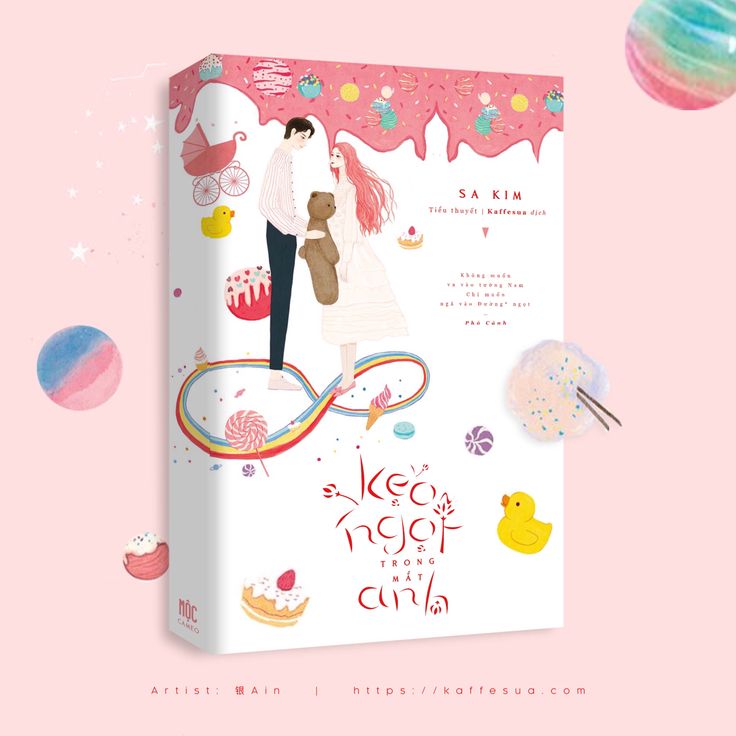 SA KIM
Tiểu thuyết | Kaffesua dịch
Không muốn
va vào tường Nam
Chỉ muốn
ngã vào Đường* ngọt
–
Phó Cảnh
kẹo
ngọt
TRONG
MẮT
anh
MỘC
CAMEO
Artist: 银Ain | https://kaffesua.com